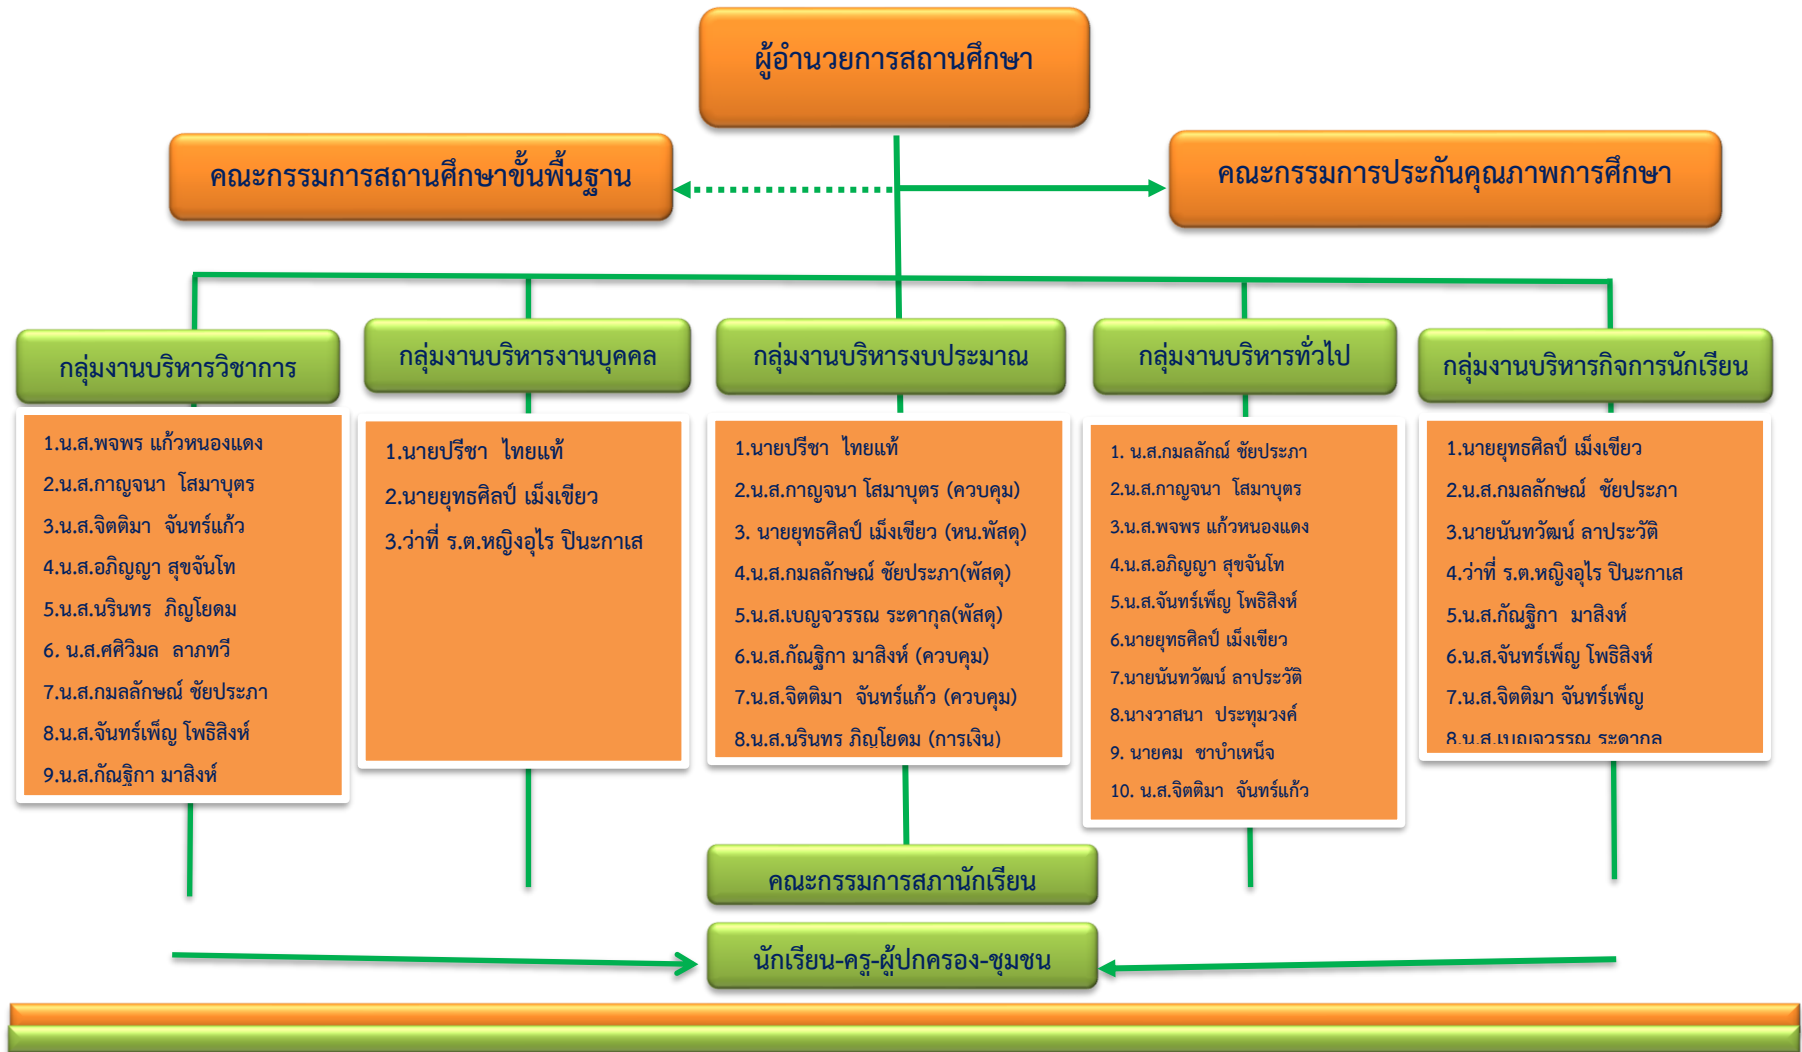 ผู้อำนวยการสถานศึกษา
คณะกรรมการสถานศึกษาขั้นพื้นฐาน
คณะกรรมการประกันคุณภาพการศึกษา
กลุ่มงานบริหารวิชาการ
1.น.ส.พจพร แก้วหนองแดง
2.น.ส.กาญจนา โสมาบุตร
3.น.ส.จิตติมา จันทร์แก้ว
4.น.ส.อภิญญา สุขจันโท
5.น.ส.นรินทร ภิญโยดม
6. น.ส.ศศิวิมล ลาภทวี
7.น.ส.กมลลักษณ์ ชัยประภา
8.น.ส.จันทร์เพ็ญ โพธิสิงห์
9.น.ส.กัณฐิกา มาสิงห์
กลุ่มงานบริหารงานบุคคล
1.นายปรีชา ไทยแท้
2.นายยุทธศิลป์ เม็งเขียว
3.ว่าที่ ร.ต.หญิงอุไร ปินะกาเส
กลุ่มงานบริหารงบประมาณ
1.นายปรีชา ไทยแท้
2.น.ส.กาญจนา โสมาบุตร (ควบคุม)
3. นายยุทธศิลป์ เม็งเขียว (หน.พัสดุ)
4.น.ส.กมลลักษณ์ ชัยประภา(พัสดุ)
5.น.ส.เบญจวรรณ ระดากุล(พัสดุ)
6.น.ส.กัณฐิกา มาสิงห์ (ควบคุม)
7.น.ส.จิตติมา จันทร์แก้ว (ควบคุม)
8.น.ส.นรินทร ภิญโยดม (การเงิน)
กลุ่มงานบริหารทั่วไป
1. น.ส.กมลลักณ์ ชัยประภา
2.น.ส.กาญจนา โสมาบุตร
3.น.ส.พจพร แก้วหนองแดง
4.น.ส.อภิญญา สุขจันโท
5.น.ส.จันทร์เพ็ญ โพธิสิงห์
6.นายยุทธศิลป์ เม็งเขียว
7.นายนันทวัฒน์ ลาประวัติ
8.นางวาสนา ประทุมวงค์
9. นายคม ชาบำเหน็จ
10. น.ส.จิตติมา จันทร์แก้ว
กลุ่มงานบริหารกิจการนักเรียน
1.นายยุทธศิลป์ เม็งเขียว
2.น.ส.กมลลักษณ์ ชัยประภา
3.นายนันทวัฒน์ ลาประวัติ
4.ว่าที่ ร.ต.หญิงอุไร ปินะกาเส
5.น.ส.กัณฐิกา มาสิงห์
6.น.ส.จันทร์เพ็ญ โพธิสิงห์
7.น.ส.จิตติมา จันทร์เพ็ญ
8.น.ส.เบญจวรรณ ระดากุล
คณะกรรมการสภานักเรียน
นักเรียน-ครู-ผู้ปกครอง-ชุมชน